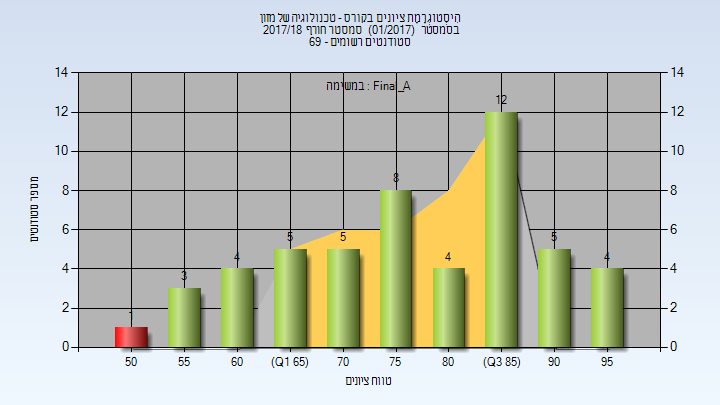 היסטוגרמת ציונים בקורס - טכנולוגיה של מזון
בסמסטר (01/2017) סמסטר חורף 2017/18
סטודנטים רשומים - 69
במשימה : Final_A
מספר סטודנטים
14 14
12 12
10 10
8 8
6 6
4 4
2 2
0 0
1 3 4 5 5 8 4 12 5 4
50 55 60 (Q1 65) 70 75 80 (Q3 85) 90 95
טווח ציונים